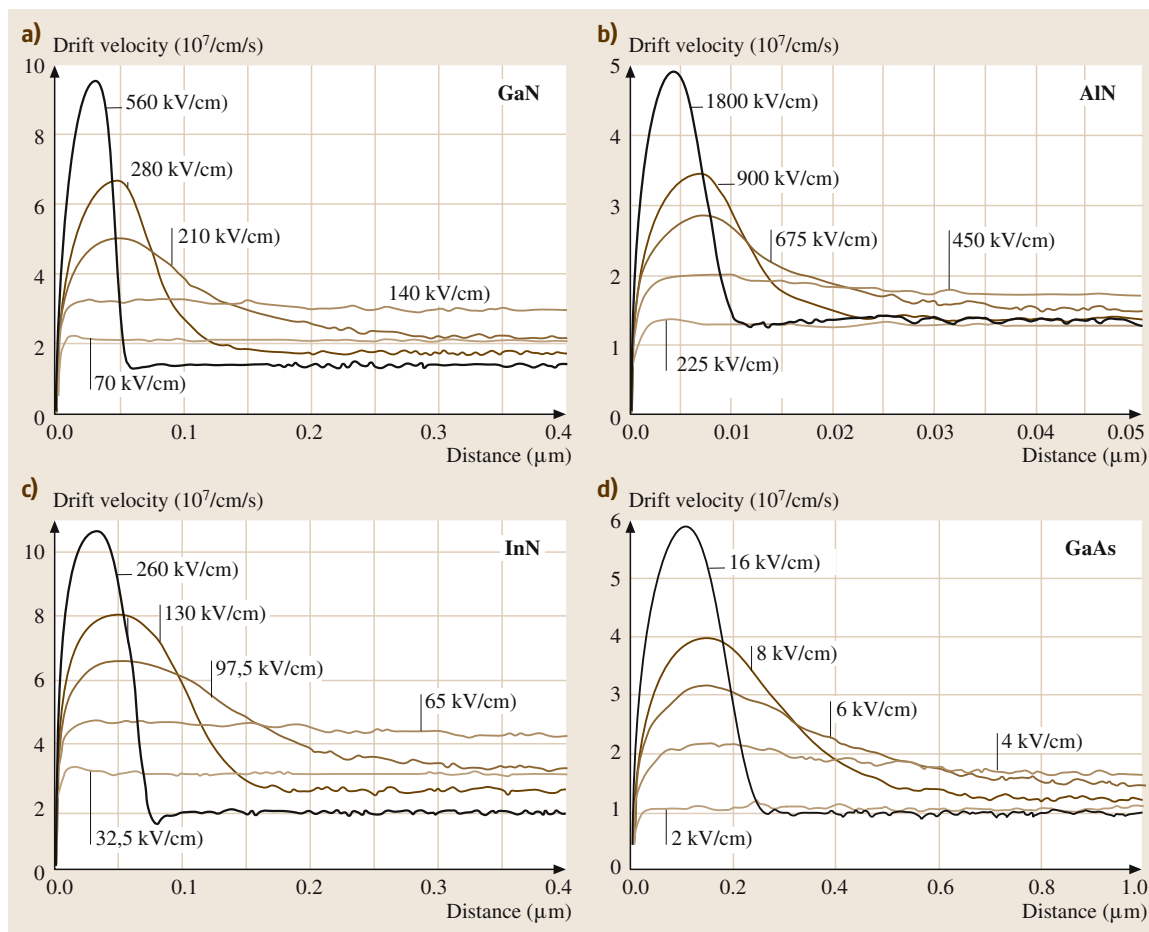 a) Drift velocity (10⁷/cm/s)
10
8
6
4
2
0
GaN
560 kV/cm)
280 kV/cm)
210 kV/cm)
140 kV/cm)
70 kV/cm)
0.0 0.1 0.2 0.3 0.4
Distance (µm)
b) Drift velocity (10⁷/cm/s)
5
4
3
2
1
0
AlN
1800 kV/cm)
900 kV/cm)
675 kV/cm)
450 kV/cm)
225 kV/cm)
0.0 0.01 0.02 0.03 0.04 0.05
Distance (µm)
c) Drift velocity (10⁷/cm/s)
10
8
6
4
2
0
InN
260 kV/cm)
130 kV/cm)
97,5 kV/cm)
65 kV/cm)
32,5 kV/cm)
0.0 0.1 0.2 0.3 0.4
Distance (µm)
d) Drift velocity (10⁷/cm/s)
6
5
4
3
2
1
0
GaAs
16 kV/cm)
8 kV/cm)
6 kV/cm)
4 kV/cm)
2 kV/cm)
0.0 0.2 0.4 0.6 0.8 1.0
Distance (µm)